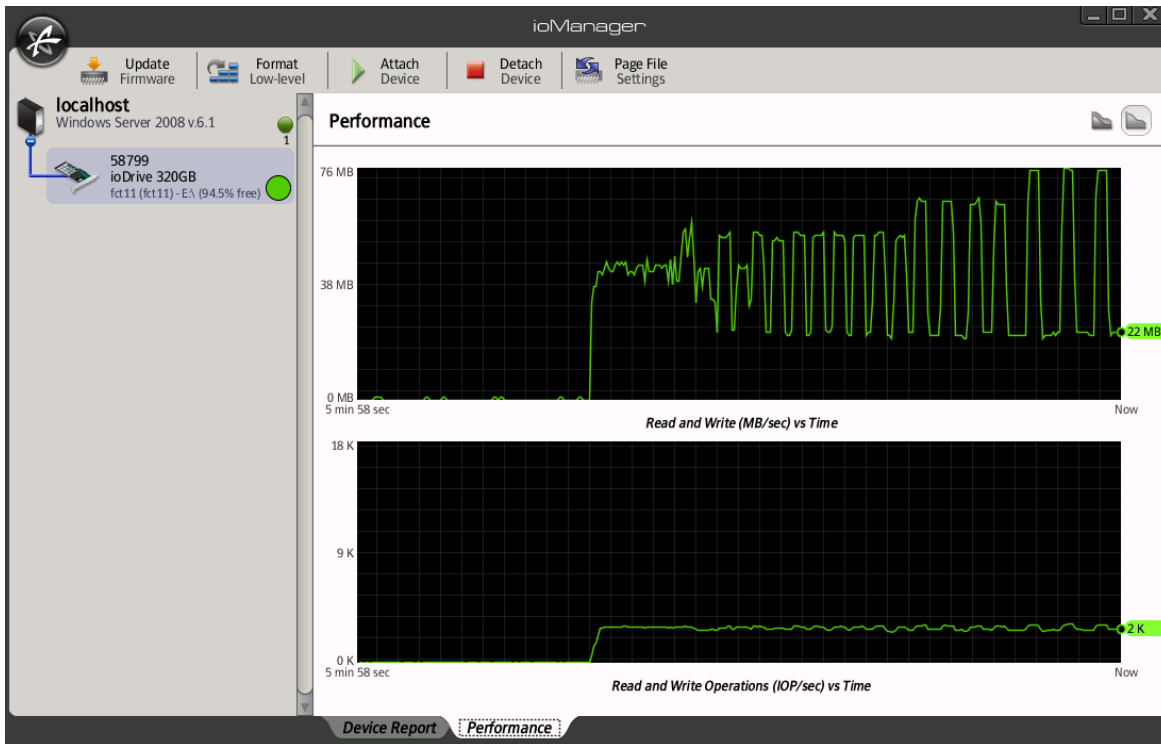 ioManager
Update
Firmware
Format
Low-level
Attach
Device
Detach
Device
Page File
Settings
localhost
Windows Server 2008 v.6.1
1
58799
ioDrive 320GB
fct11 (fct11) - E:\ (94.5% free)
Performance
76 MB
38 MB
22 MB
0 MB
5 min 58 sec
Now
Read and Write (MB/sec) vs Time
18 K
9 K
2 K
0 K
5 min 58 sec
Now
Read and Write Operations (IOP/sec) vs Time
Device Report
Performance